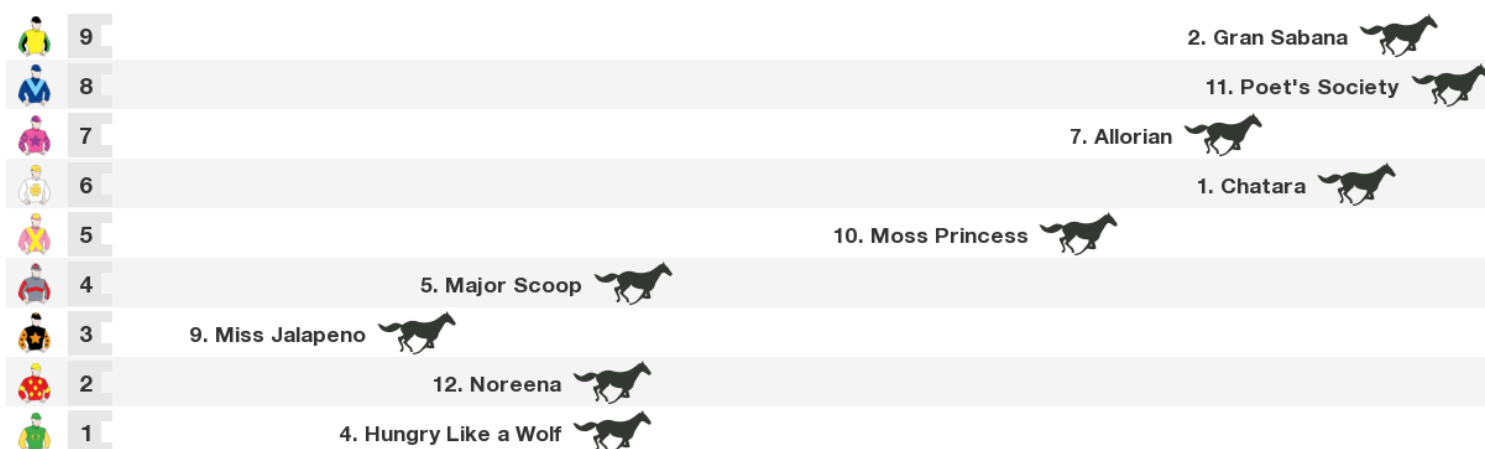 9 2. Gran Sabana
8 11. Poet's Society
7 7. Allorian
6 1. Chatara
5 10. Moss Princess
4 5. Major Scoop
3 9. Miss Jalapeno
2 12. Noreena
1 4. Hungry Like a Wolf